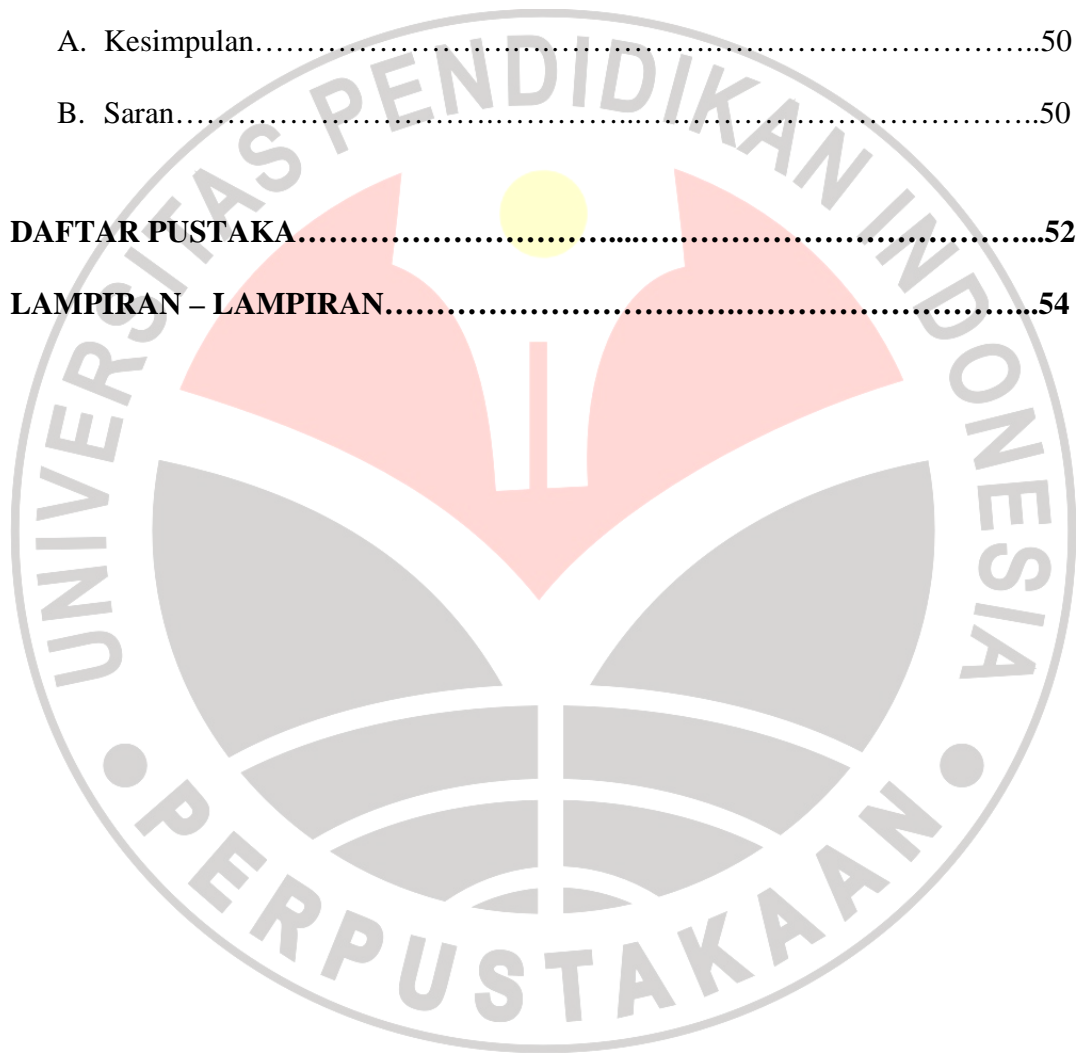 A. Kesimpulan…………………………………………………………………..50
B. Saran…………………………………………………………………………….50
DAFTAR PUSTAKA……………………………....………………………………...52
LAMPIRAN – LAMPIRAN…………………………….………………………...54
UNIVERSITAS PENDIDIKAN INDONESIA
• PERPUSTAKAAN •